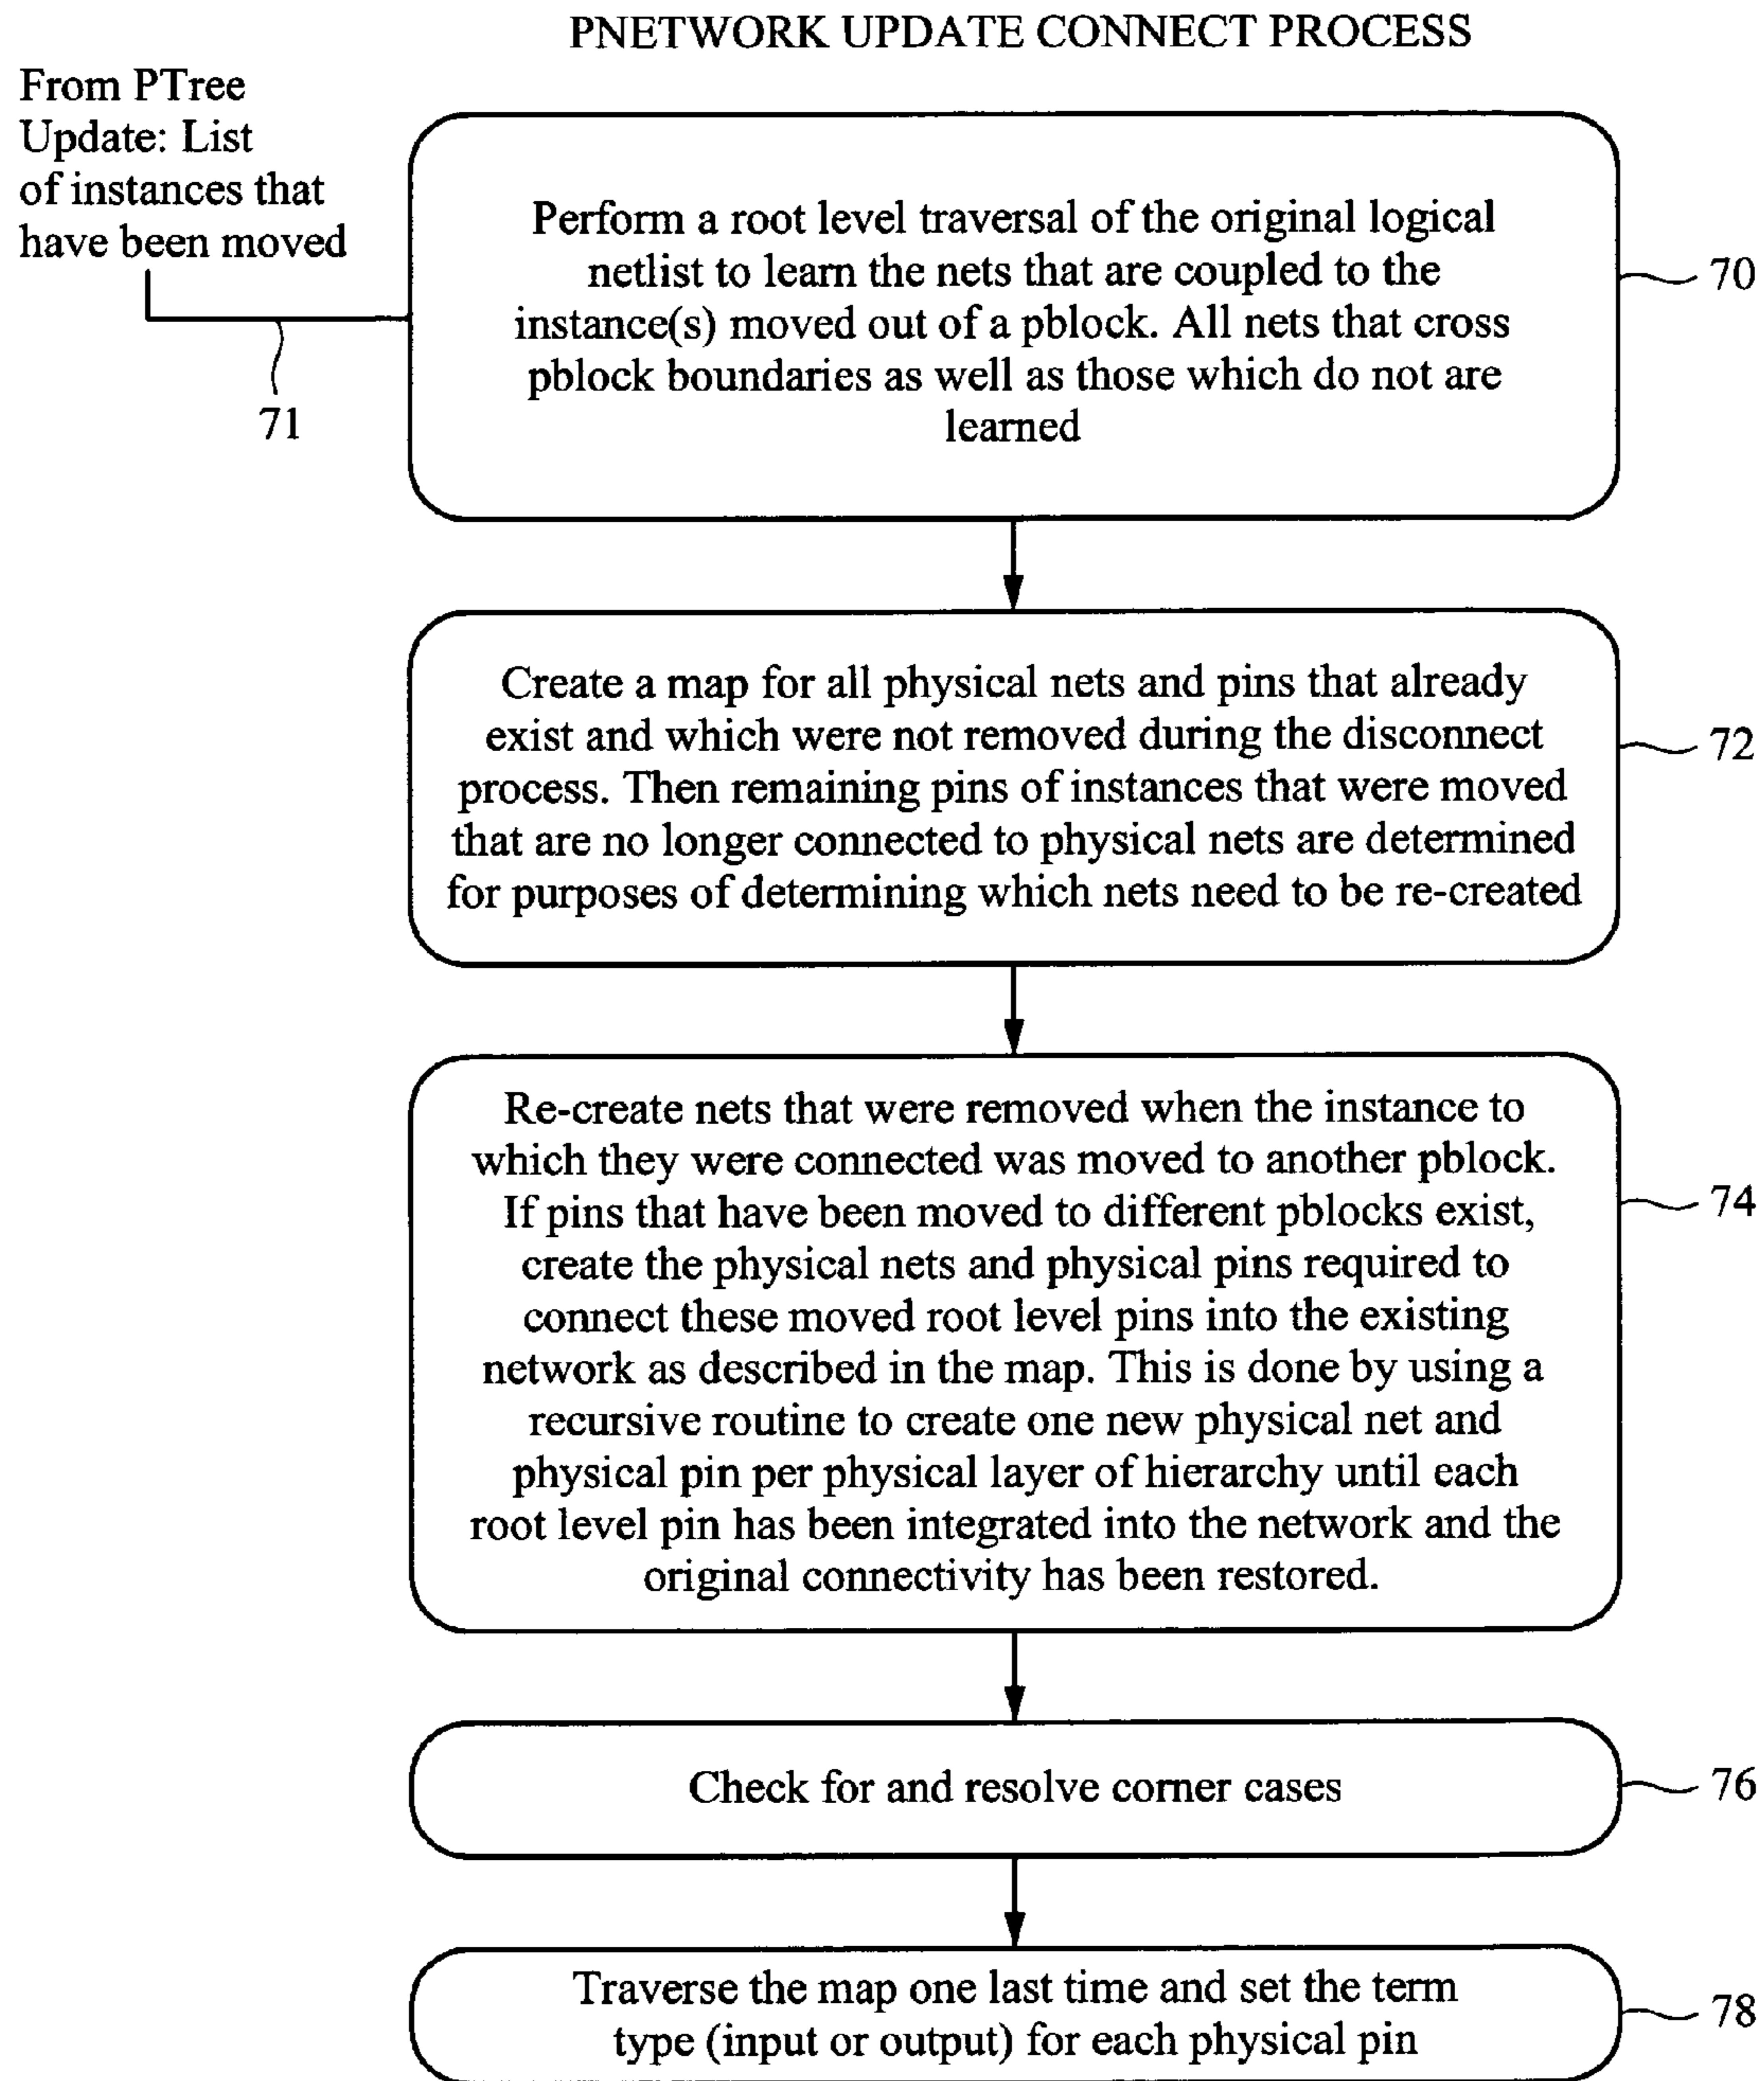 PNETWORK UPDATE CONNECT PROCESS
From PTree
Update: List
of instances that
have been moved
71
Perform a root level traversal of the original logical
netlist to learn the nets that are coupled to the
instance(s) moved out of a pblock. All nets that cross
pblock boundaries as well as those which do not are
learned
70
Create a map for all physical nets and pins that already
exist and which were not removed during the disconnect
process. Then remaining pins of instances that were moved
that are no longer connected to physical nets are determined
for purposes of determining which nets need to be re-created
72
Re-create nets that were removed when the instance to
which they were connected was moved to another pblock.
If pins that have been moved to different pblocks exist,
create the physical nets and physical pins required to
connect these moved root level pins into the existing
network as described in the map. This is done by using a
recursive routine to create one new physical net and
physical pin per physical layer of hierarchy until each
root level pin has been integrated into the network and the
original connectivity has been restored.
74
Check for and resolve corner cases
76
Traverse the map one last time and set the term
type (input or output) for each physical pin
78